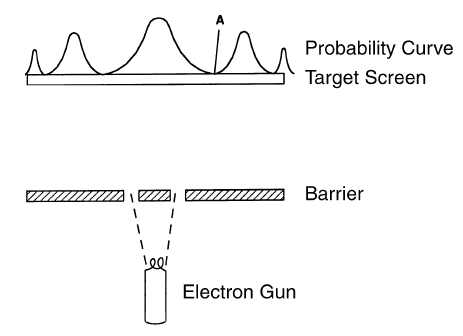 A
Probability Curve
Target Screen
Barrier
Electron Gun